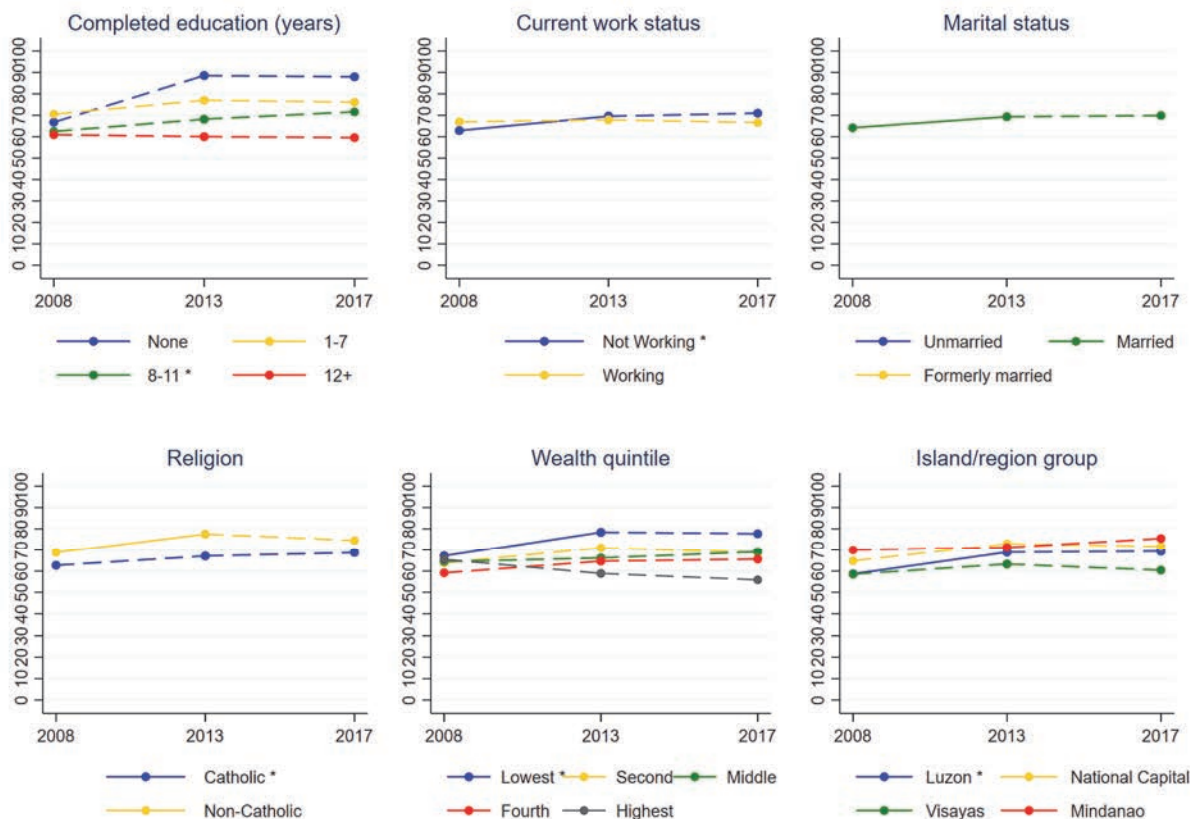 Completed education (years)
0 10 20 30 40 50 60 70 80 90 100
2008 2013 2017
None 1-7
8-11 * 12+
Current work status
0 10 20 30 40 50 60 70 80 90 100
2008 2013 2017
Not Working *
Working
Marital status
0 10 20 30 40 50 60 70 80 90 100
2008 2013 2017
Unmarried Married
Formerly married
Religion
0 10 20 30 40 50 60 70 80 90 100
2008 2013 2017
Catholic *
Non-Catholic
Wealth quintile
0 10 20 30 40 50 60 70 80 90 100
2008 2013 2017
Lowest * Second Middle
Fourth Highest
Island/region group
0 10 20 30 40 50 60 70 80 90 100
2008 2013 2017
Luzon * National Capital
Visayas Mindanao